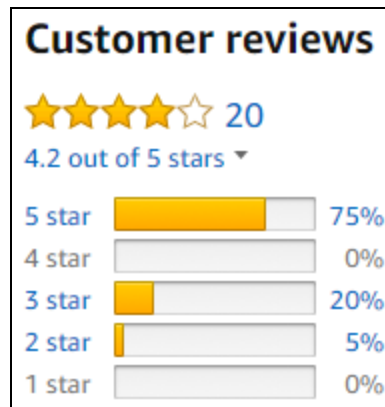 Customer reviews
20
4.2 out of 5 stars
5 star 75%
4 star 0%
3 star 20%
2 star 5%
1 star 0%